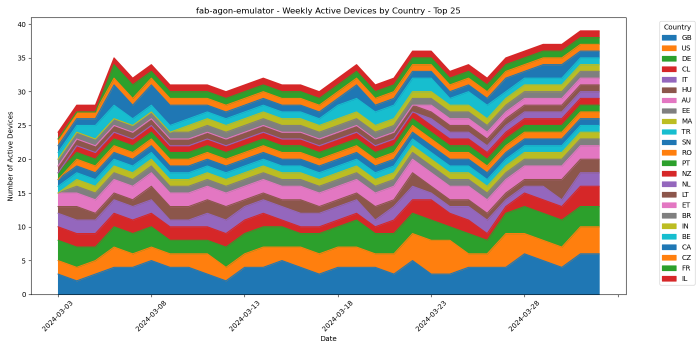 fab-agon-emulator - Weekly Active Devices by Country - Top 25
Number of Active Devices
40
35
30
25
20
15
10
5
0
2024-03-03
2024-03-08
2024-03-13
2024-03-18
2024-03-23
2024-03-28
Date
Country
GB
US
DE
CL
IT
HU
AU
EE
MA
TR
SN
RO
PT
NZ
NL
LT
ET
BR
IN
BE
CA
CZ
FR
IL